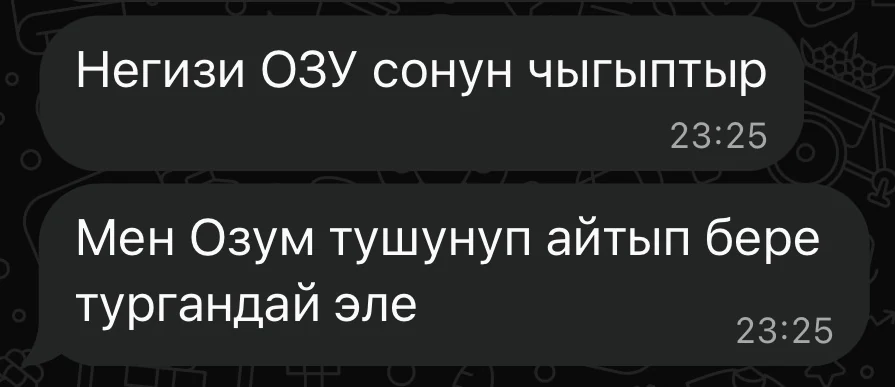 Негизи ОЗУ сонун чыгыптыр
23:25
Мен Озум тушунуп айтып бере
тургандай эле
23:25